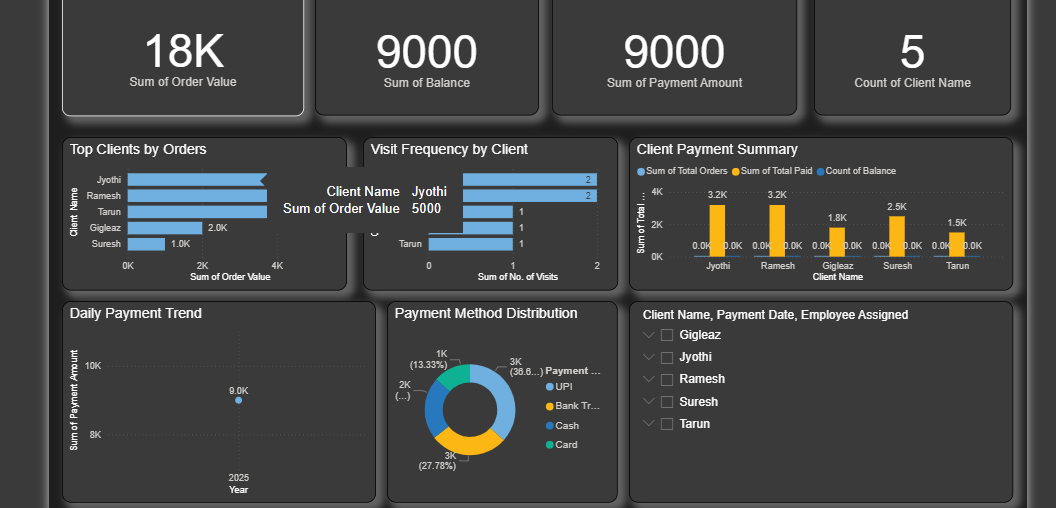 18K
Sum of Order Value
9000
Sum of Balance
9000
Sum of Payment Amount
5
Count of Client Name
Top Clients by Orders
Client Name
Jyothi
Ramesh
Tarun
Gigleaz
2.0K
Suresh
1.0K
0K 2K 4K
Sum of Order Value
Client Name Jyothi
Sum of Order Value 5000
Visit Frequency by Client
2
2
1
1
Tarun
1
0 1 2
Sum of No. of Visits
Client Payment Summary
Sum of Total Orders Sum of Total Paid Count of Balance
Sum of Total ...
4K
2K
0K
3.2K 3.2K 1.8K 2.5K 1.5K
0.0K 0.0K 0.0K 0.0K 0.0K 0.0K 0.0K 0.0K 0.0K 0.0K
Jyothi Ramesh Gigleaz Suresh Tarun
Client Name
Daily Payment Trend
Sum of Payment Amount
10K
9.0K
8K
2025
Year
Payment Method Distribution
1K
(13.33%)
3K
(36.6...)
2K
(...)
3K
(27.78%)
Payment ...
UPI
Bank Tr...
Cash
Card
Client Name, Payment Date, Employee Assigned
Gigleaz
Jyothi
Ramesh
Suresh
Tarun